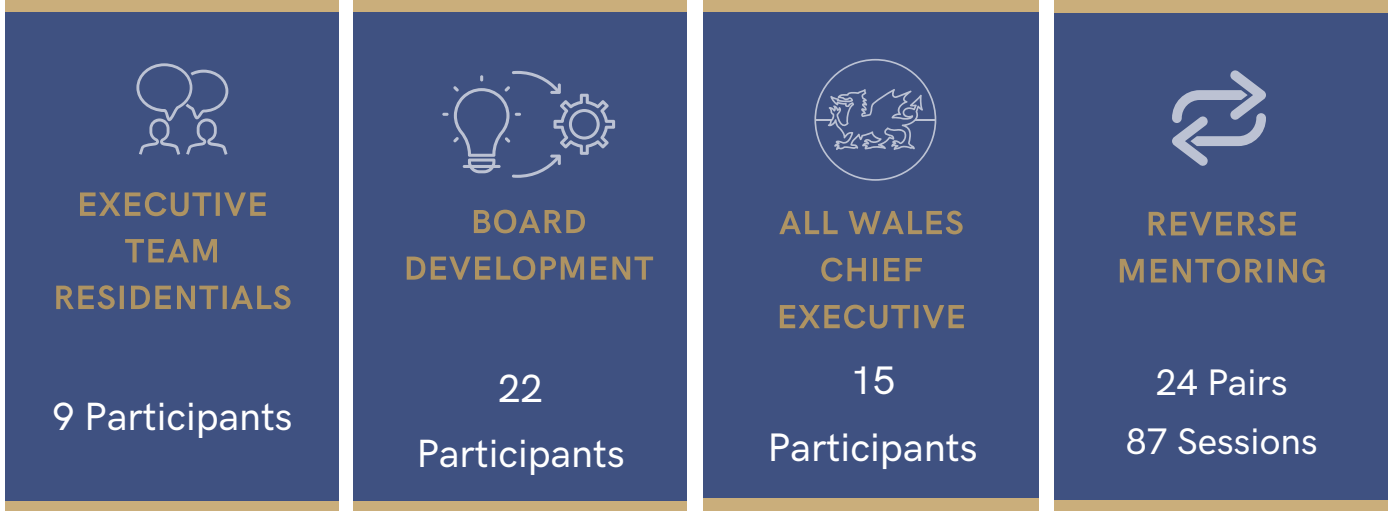 EXECUTIVE
TEAM
RESIDENTIALS
9 Participants
BOARD
DEVELOPMENT
22
Participants
ALL WALES
CHIEF
EXECUTIVE
15
Participants
REVERSE
MENTORING
24 Pairs
87 Sessions